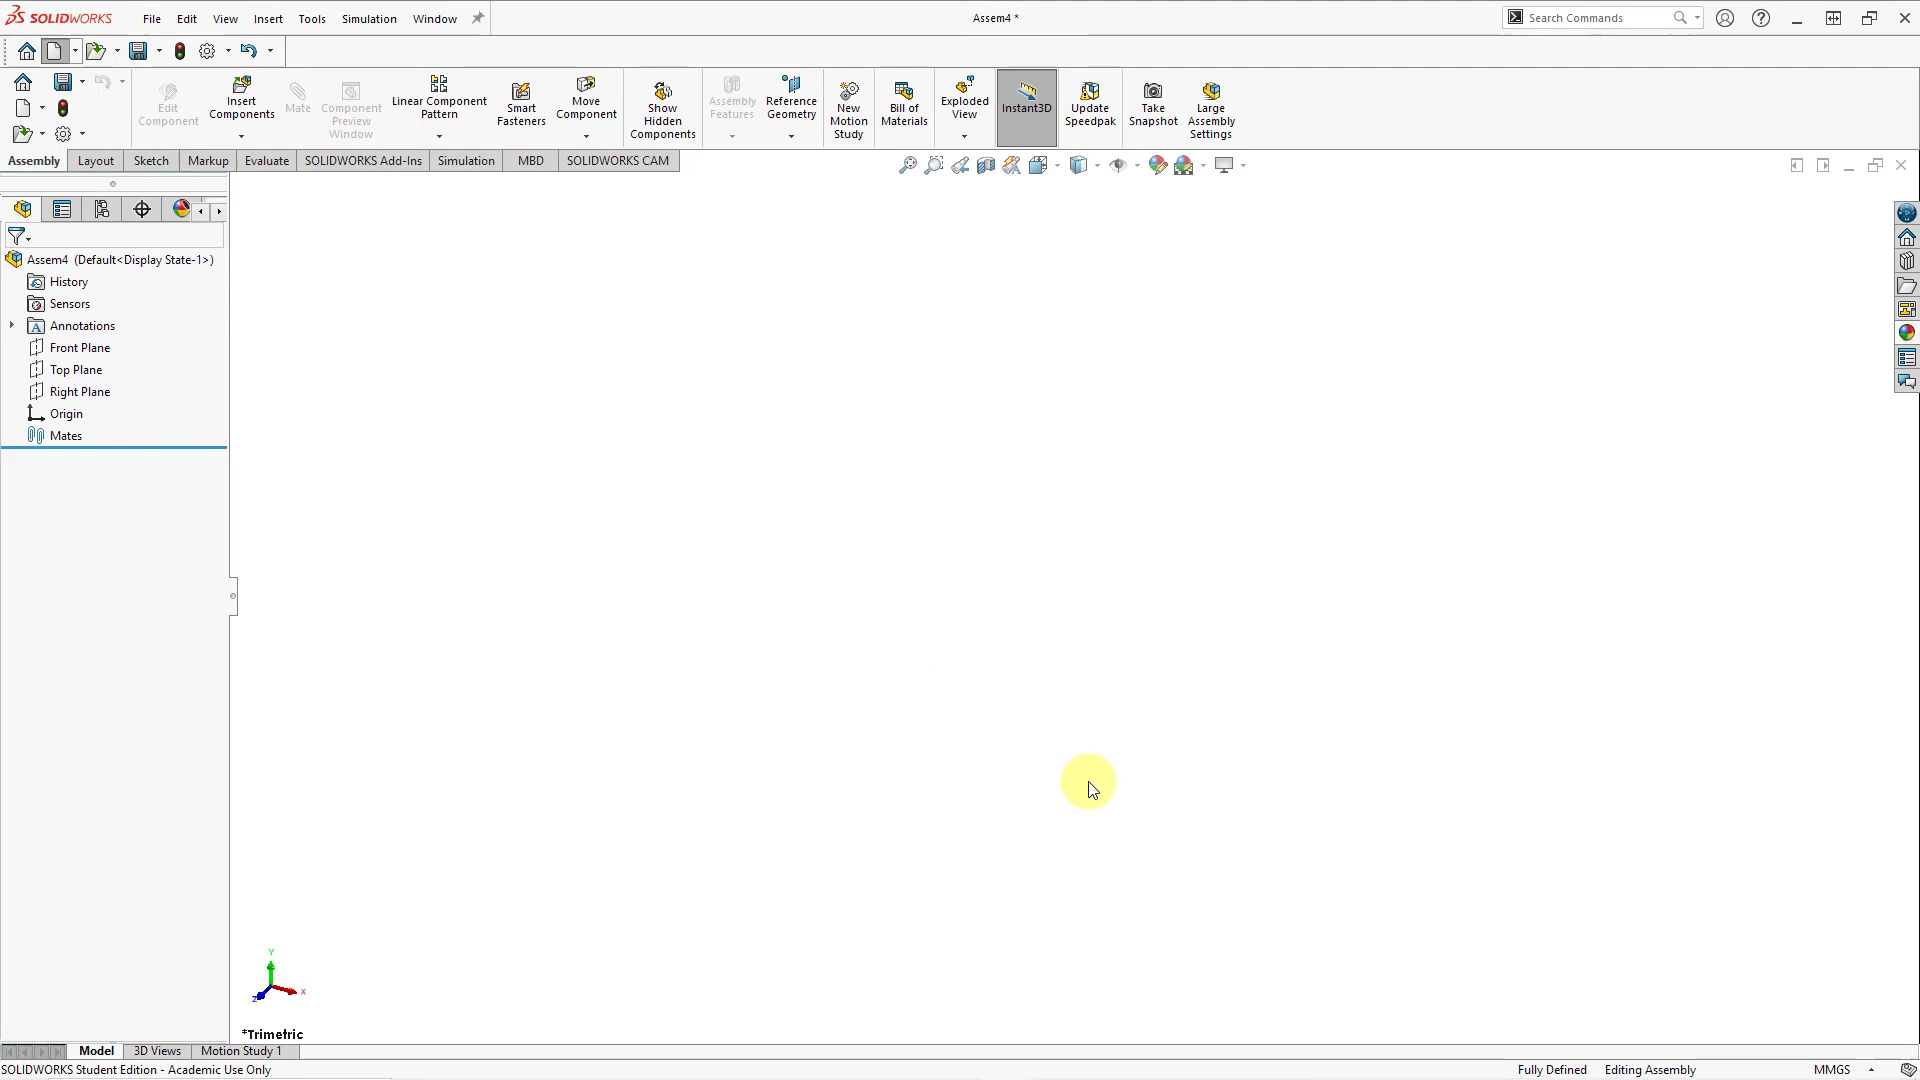 SOLIDWORKS File Edit View Insert Tools Simulation Window Assem4 * Search Commands
Edit Component
Insert Components
Mate
Component Preview Window
Linear Component Pattern
Smart Fasteners
Move Component
Show Hidden Components
Assembly Features
Reference Geometry
New Motion Study
Bill of Materials
Exploded View
Instant3D
Update Speedpak
Take Snapshot
Large Assembly Settings
Assembly Layout Sketch Markup Evaluate SOLIDWORKS Add-Ins Simulation MBD SOLIDWORKS CAM
Assem4 (Default<Display State-1>)
History
Sensors
A Annotations
Front Plane
Top Plane
Right Plane
Origin
Mates
Y
X
Z
*Trimetric
Model 3D Views Motion Study 1
SOLIDWORKS Student Edition - Academic Use Only Fully Defined Editing Assembly MMGS